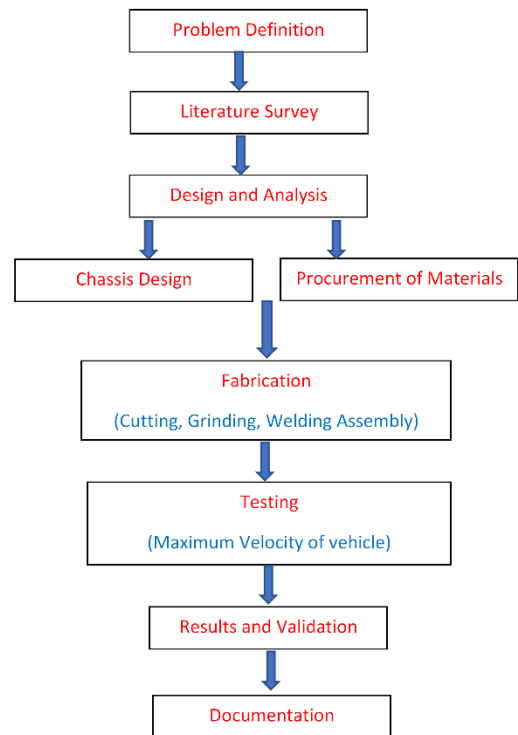 Problem Definition
Literature Survey
Design and Analysis
Chassis Design
Procurement of Materials
Fabrication
(Cutting, Grinding, Welding Assembly)
Testing
(Maximum Velocity of vehicle)
Results and Validation
Documentation